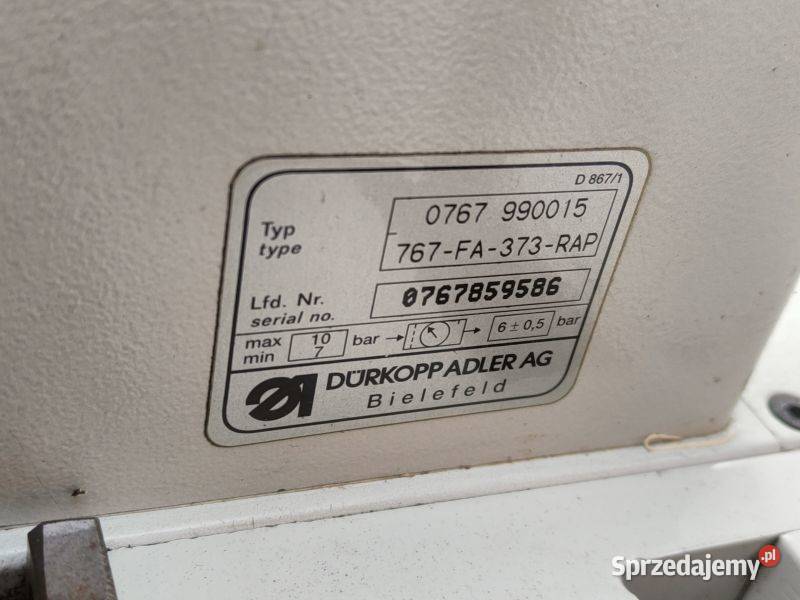 D 867/1
Typ
type
0767 990015
767-FA-373-RAP
Lfd. Nr.
serial no.
0767859586
max 10 bar
min 7
6 ± 0,5 bar
DÜRKOPP ADLER AG
Bielefeld
Sprzedajemy.pl